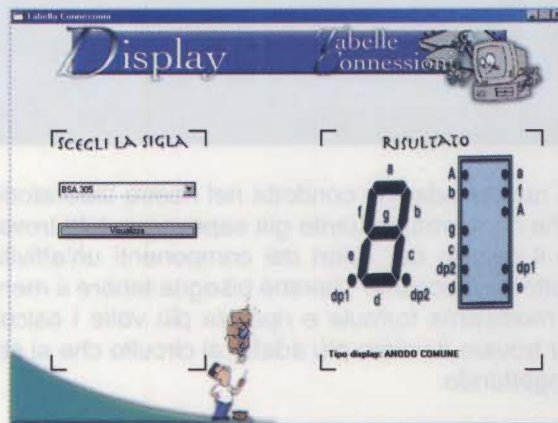 Tabella Connessioni
Display
Tabelle
Connessioni
SCEGLI LA SIGLA
BSA 305
Visualizza
RISULTATO
a
f
g
b
c
d
dp1
dp2
A
b
g
c
dp2
d
a
A
dp1
Tipo display: ANODO COMUNE